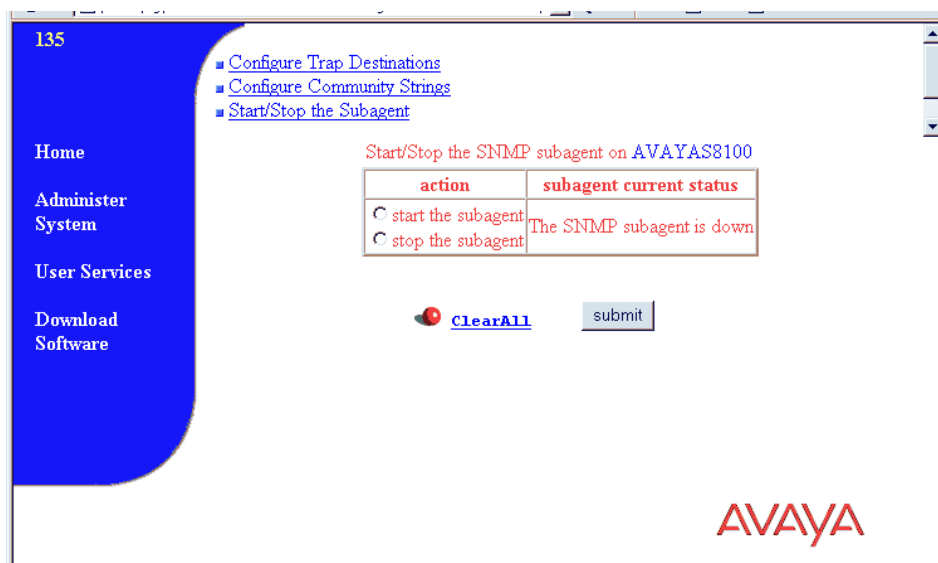 135
Configure Trap Destinations
Configure Community Strings
Start/Stop the Subagent
Home
Administer
System
User Services
Download
Software
Start/Stop the SNMP subagent on AVAYAS8100
action subagent current status
start the subagent
stop the subagent
The SNMP subagent is down
ClearAll submit
AVAYA